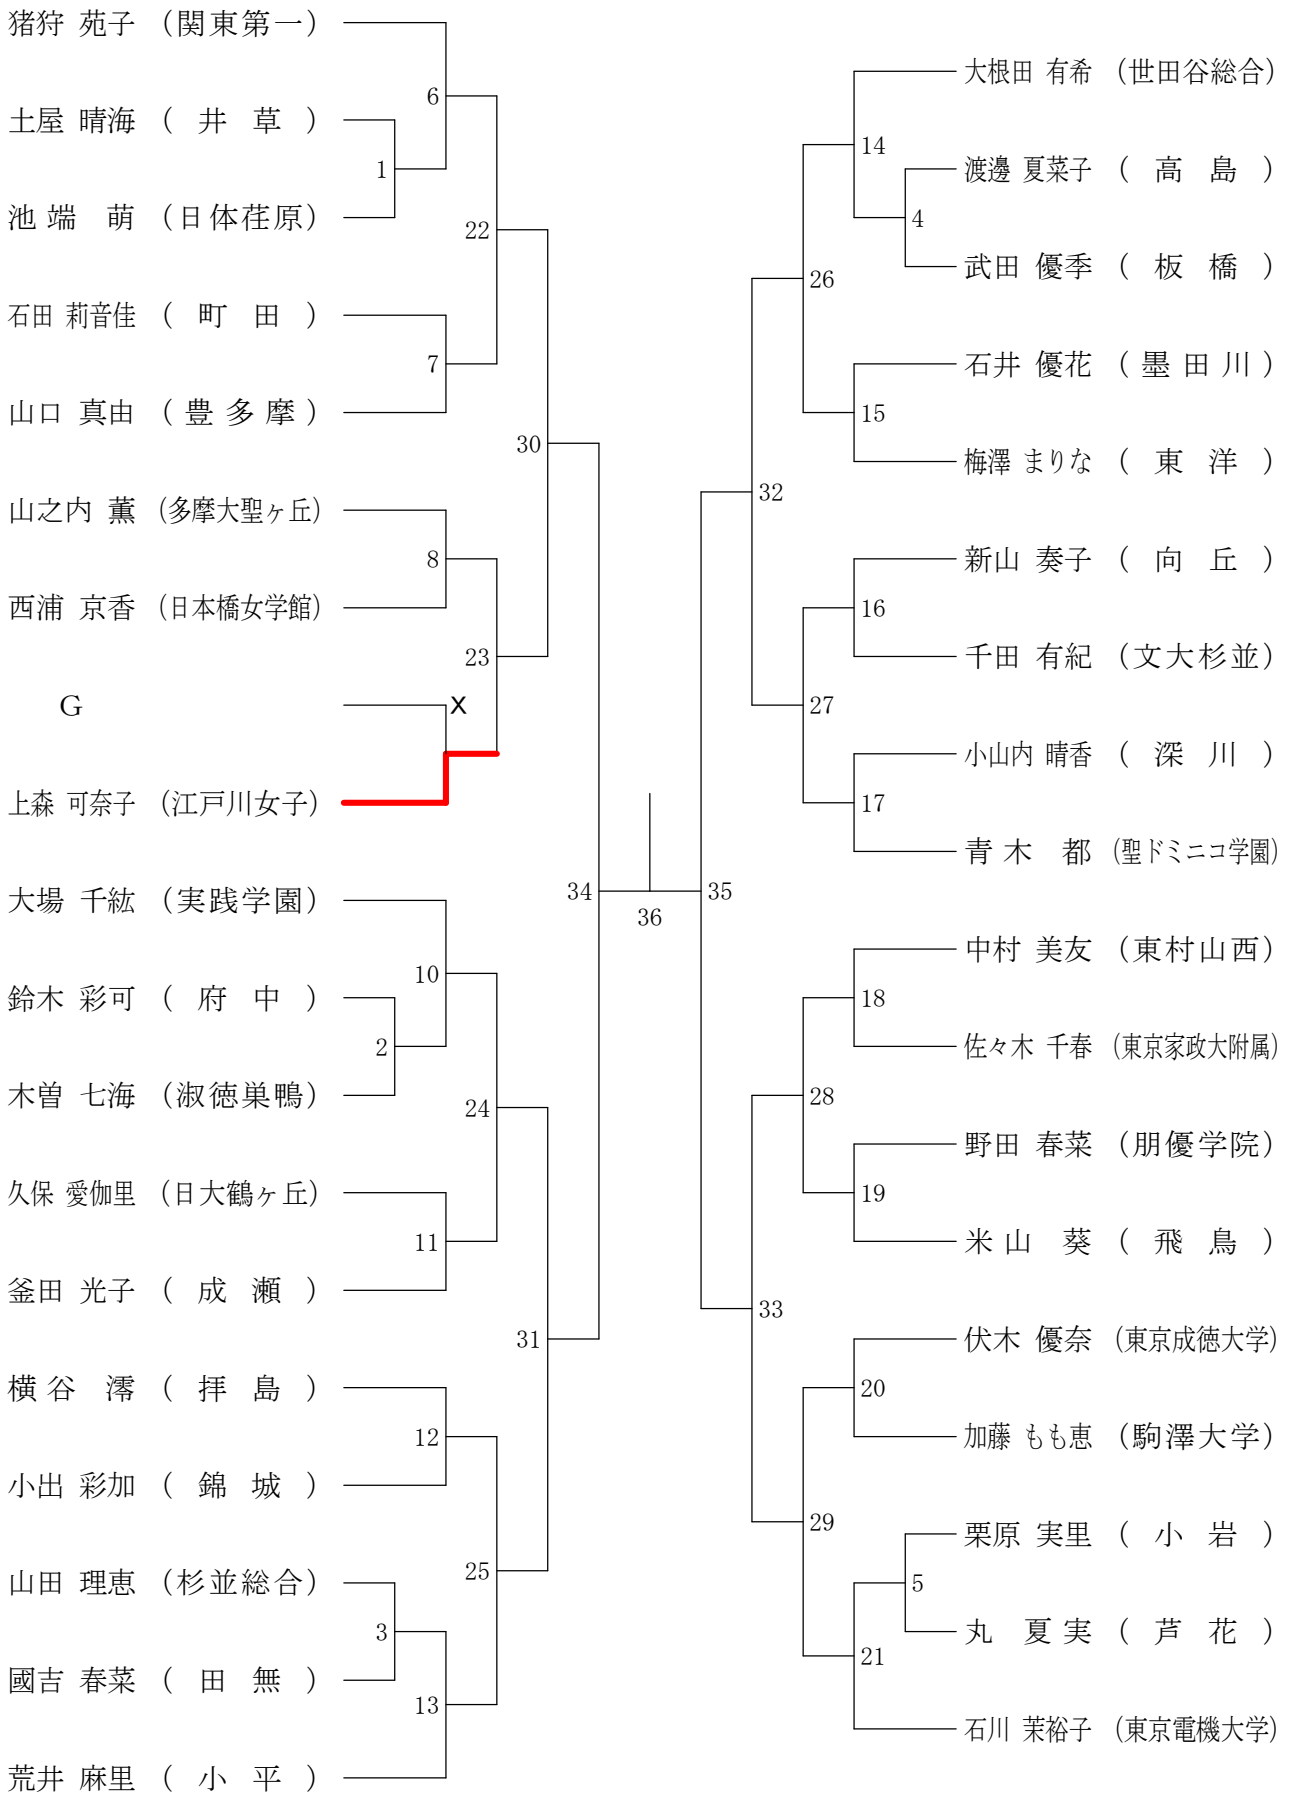 猪狩 苑子 (関東第一)
土屋 晴海 ( 井 草 )
池端 萌 (日体荏原)
石田 莉音佳 ( 町 田 )
山口 真由 (豊多摩)
山之内 薫 (多摩大聖ヶ丘)
西浦 京香 (日本橋女学館)
G
上森 可奈子 (江戸川女子)
大場 千紘 (実践学園)
鈴木 彩可 ( 府 中 )
木曽 七海 (淑徳巣鴨)
久保 愛伽里 (日大鶴ヶ丘)
釜田 光子 ( 成 瀬 )
横谷 澪 ( 拝 島 )
小出 彩加 ( 錦 城 )
山田 理恵 (杉並総合)
國吉 春菜 ( 田 無 )
荒井 麻里 ( 小 平 )
6
1
22
7
30
8
23
X
34
10
2
24
11
31
12
25
3
13
36
35
14
4
26
15
32
16
27
17
18
28
19
33
20
29
5
21
大根田 有希 (世田谷総合)
渡邊 夏菜子 ( 高 島 )
武田 優季 ( 板 橋 )
石井 優花 (墨田川)
梅澤 まりな ( 東 洋 )
新山 奏子 ( 向 丘 )
千田 有紀 (文大杉並)
小山内 晴香 ( 深 川 )
青木 都 (聖ドミニコ学園)
中村 美友 (東村山西)
佐々木 千春 (東京家政大附属)
野田 春菜 (朋優学院)
米山 葵 ( 飛 鳥 )
伏木 優奈 (東京成徳大学)
加藤 もも恵 (駒澤大学)
栗原 実里 ( 小 岩 )
丸 夏実 ( 芦 花 )
石川 茉裕子 (東京電機大学)